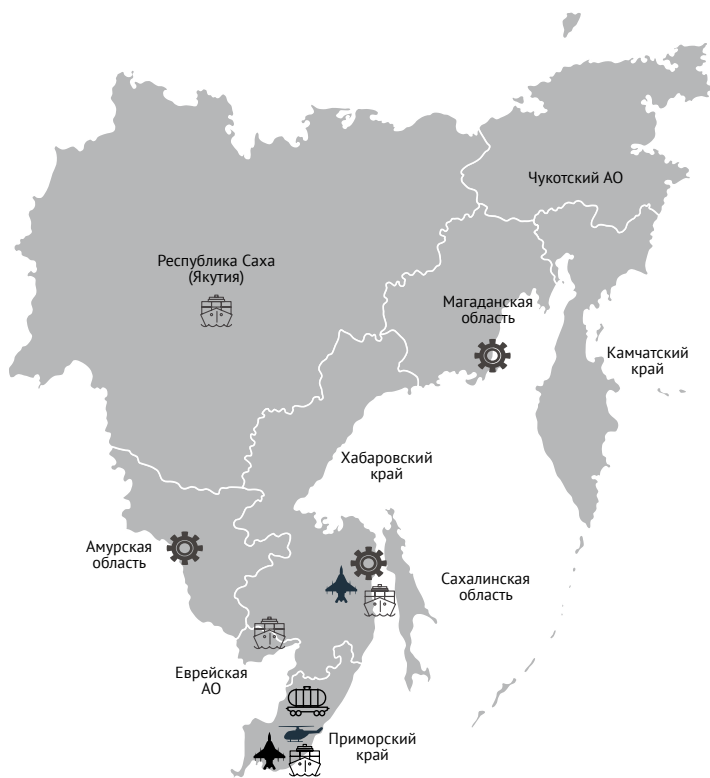 Чукотский АО
Республика Саха
(Якутия)
Магаданская
область
Камчатский
край
Хабаровский
край
Амурская
область
Сахалинская
область
Еврейская
АО
Приморский
край